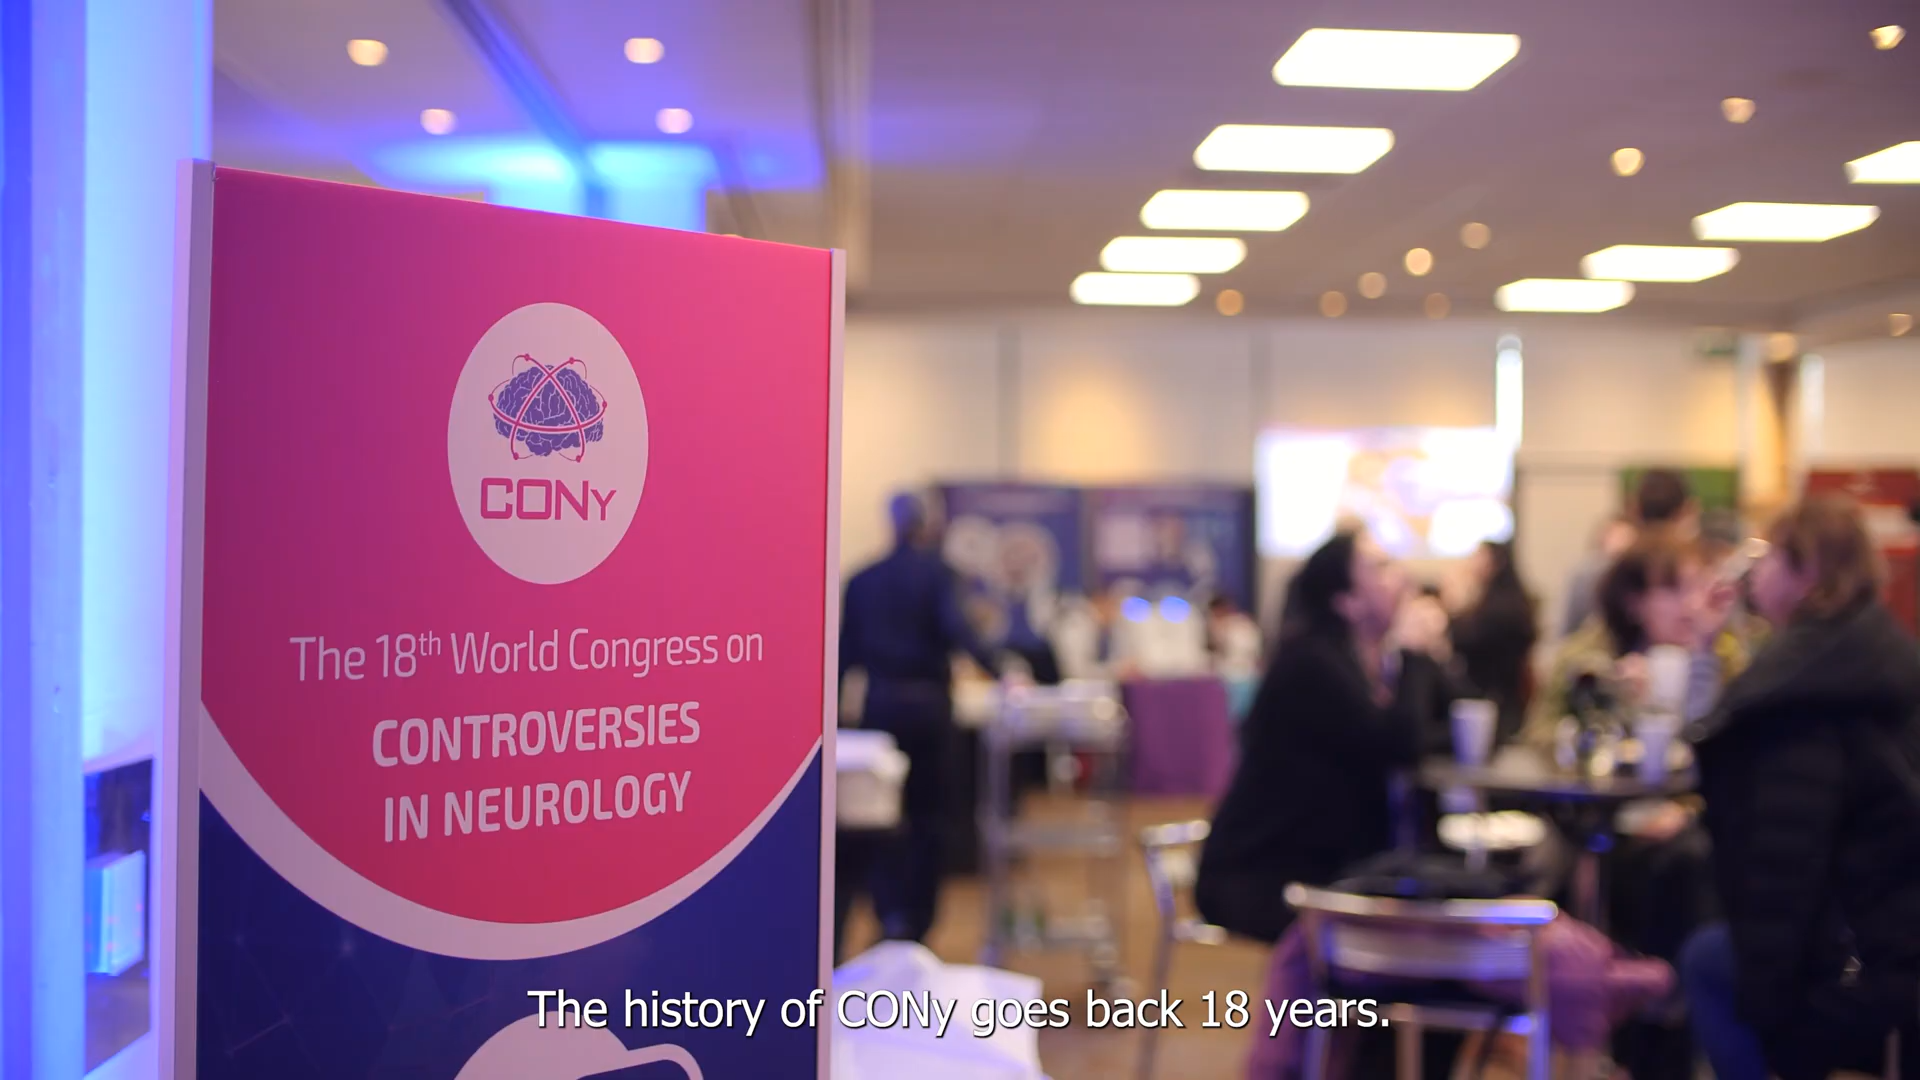 CONy
The 18th World Congress on
CONTROVERSIES
IN NEUROLOGY
The history of CONy goes back 18 years.